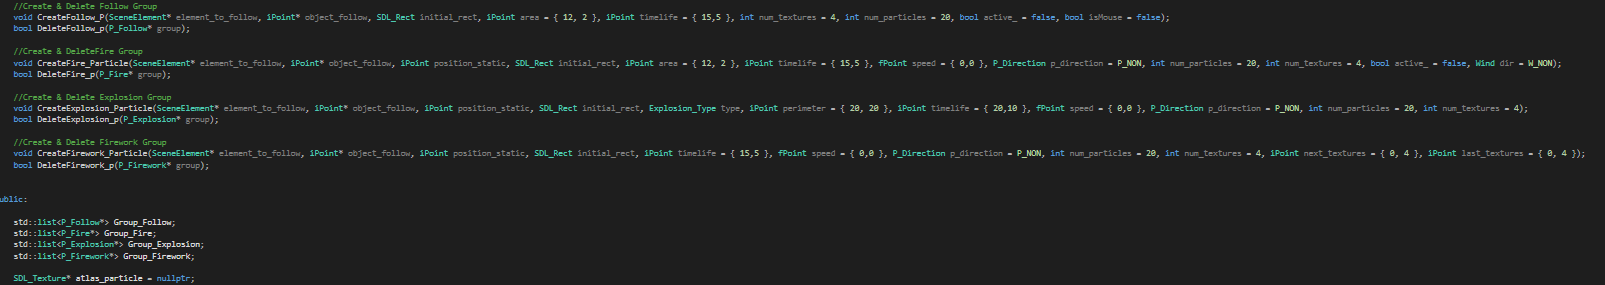 //Create & Delete Follow Group
void CreateFollow_P(SceneElement* element_to_follow, iPoint* object_follow, SDL_Rect initial_rect, iPoint area = { 12, 2 }, iPoint timelife = { 15,5 }, int num_textures = 4, int num_particles = 20, bool active_ = false, bool isMouse = false);
bool DeleteFollow_p(P_Follow* group);
//Create & DeleteFire Group
void CreateFire_Particle(SceneElement* element_to_follow, iPoint* object_follow, iPoint position_static, SDL_Rect initial_rect, iPoint area = { 12, 2 }, iPoint timelife = { 15,5 }, fPoint speed = { 0,0 }, P_Direction p_direction = P_NON, int num_particles = 20, int num_textures = 4, bool active_ = false, Wind dir = W_NON);
bool DeleteFire_p(P_Fire* group);
//Create & Delete Explosion Group
void CreateExplosion_Particle(SceneElement* element_to_follow, iPoint* object_follow, iPoint position_static, SDL_Rect initial_rect, Explosion_Type type, iPoint perimeter = { 20, 20 }, iPoint timelife = { 20,10 }, fPoint speed = { 0,0 }, P_Direction p_direction = P_NON, int num_particles = 20, int num_textures = 4);
bool DeleteExplosion_p(P_Explosion* group);
//Create & Delete Firework Group
void CreateFirework_Particle(SceneElement* element_to_follow, iPoint* object_follow, iPoint position_static, SDL_Rect initial_rect, iPoint timelife = { 15,5 }, fPoint speed = { 0,0 }, P_Direction p_direction = P_NON, int num_particles = 20, int num_textures = 4, iPoint next_textures = { 0, 4 }, iPoint last_textures = { 0, 4 });
bool DeleteFirework_p(P_Firework* group);
ublic:
std::list<P_Follow*> Group_Follow;
std::list<P_Fire*> Group_Fire;
std::list<P_Explosion*> Group_Explosion;
std::list<P_Firework*> Group_Firework;
SDL_Texture* atlas_particle = nullptr;